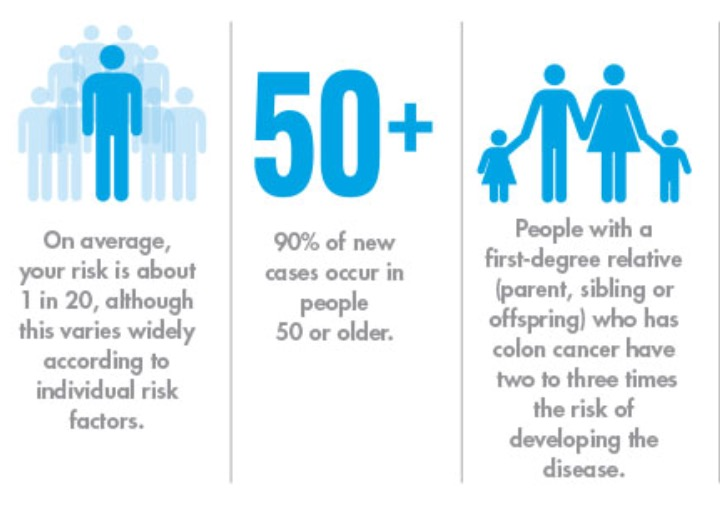 On average,
your risk is about
1 in 20, although
this varies widely
according to
individual risk
factors.
50+
90% of new
cases occur in
people
50 or older.
People with a
first-degree relative
(parent, sibling or
offspring) who has
colon cancer have
two to three times
the risk of
developing the
disease.